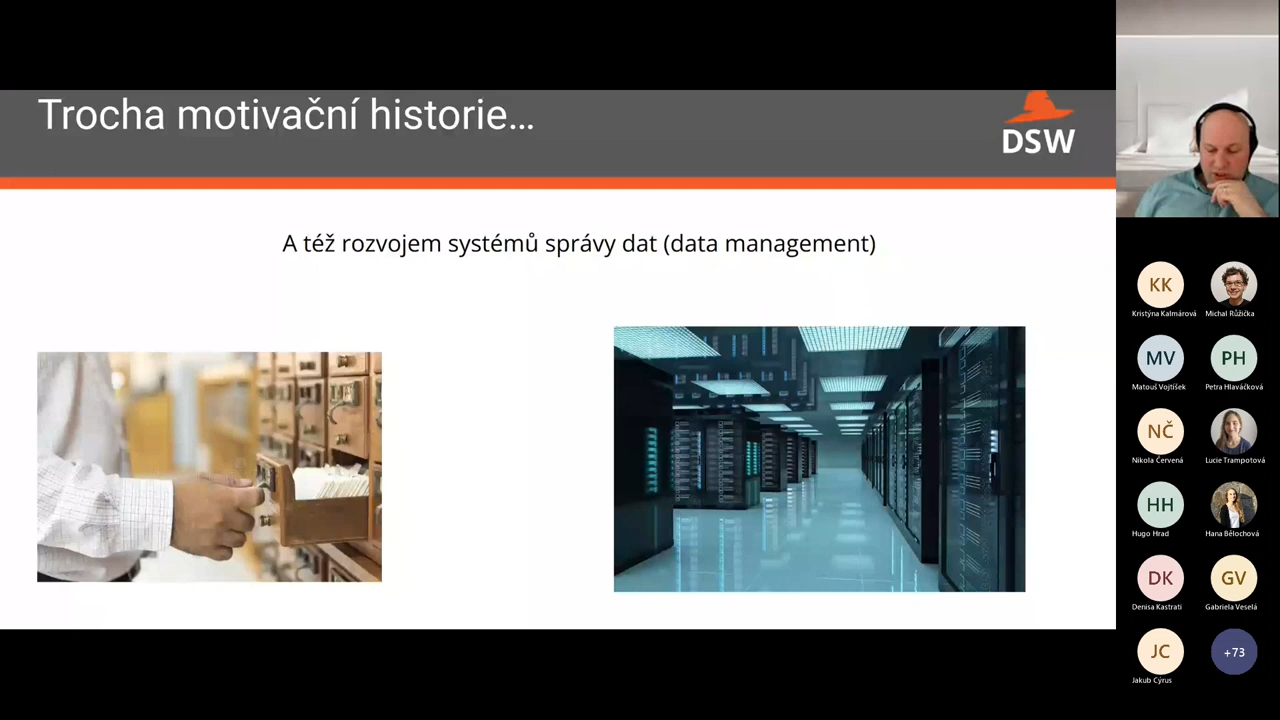 Trocha motivační historie...
DSW
A též rozvojem systémů správy dat (data management)
KK
Kristýna Kalmárová
Michal Růžička
MV
Matouš Vojtíšek
PH
Petra Hlaváčková
NČ
Nikola Červená
Lucie Trampotová
HH
Hugo Hrad
Hana Bělochová
DK
Denisa Kastrati
GV
Gabriela Veselá
JC
Jakub Cýrus
+73